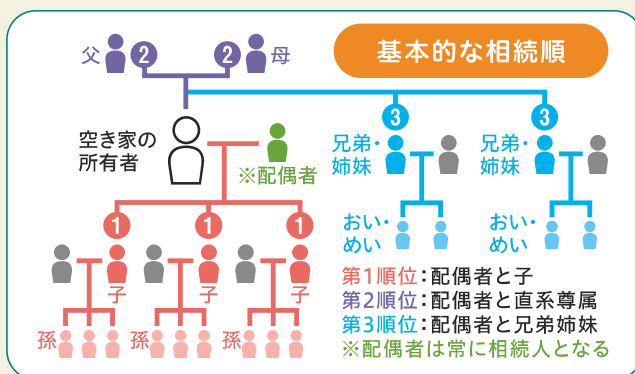 基本的な相続順
父 2 2 母
空き家の
所有者
※配偶者
3 3
兄弟・
姉妹
兄弟・
姉妹
おい・
めい
おい・
めい
1 1 1
子 子 子
孫 孫 孫
第1順位：配偶者と子
第2順位：配偶者と直系尊属
第3順位：配偶者と兄弟姉妹
※配偶者は常に相続人となる